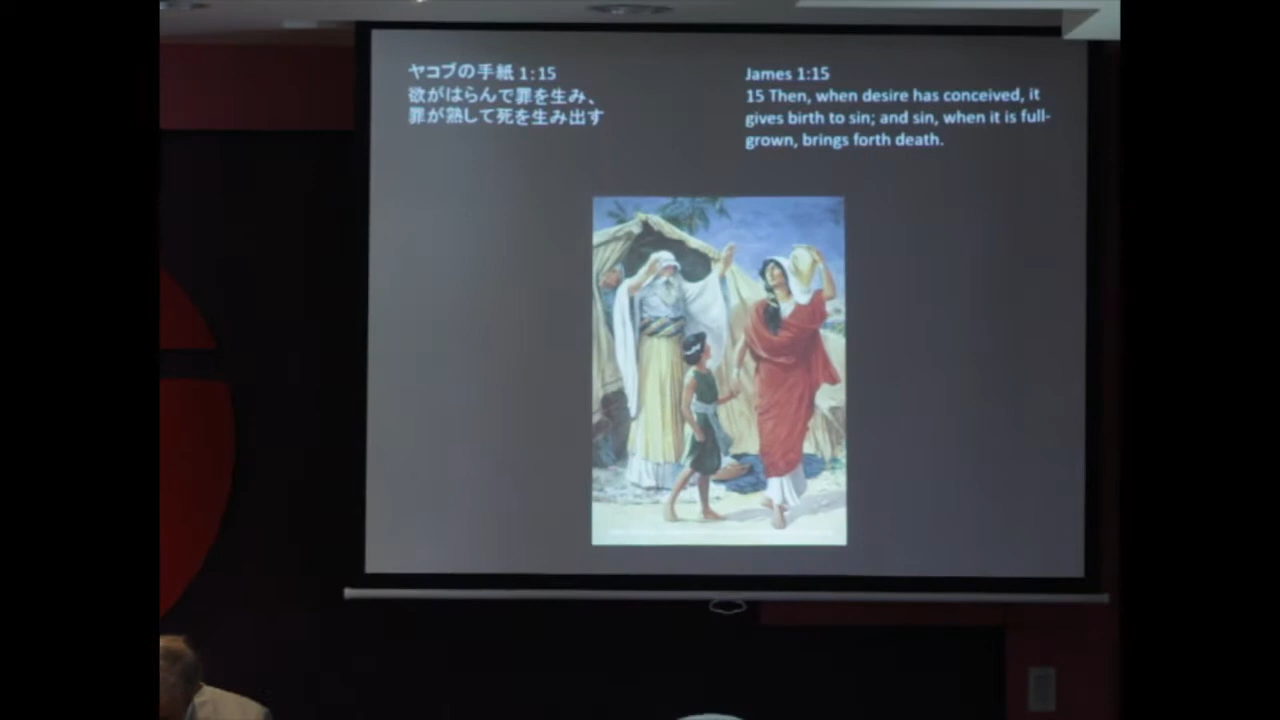 ヤコブの手紙 1:15
欲がはらんで罪を生み、
罪が熟して死を生み出す
James 1:15
15 Then, when desire has conceived, it
gives birth to sin; and sin, when it is full-
grown, brings forth death.